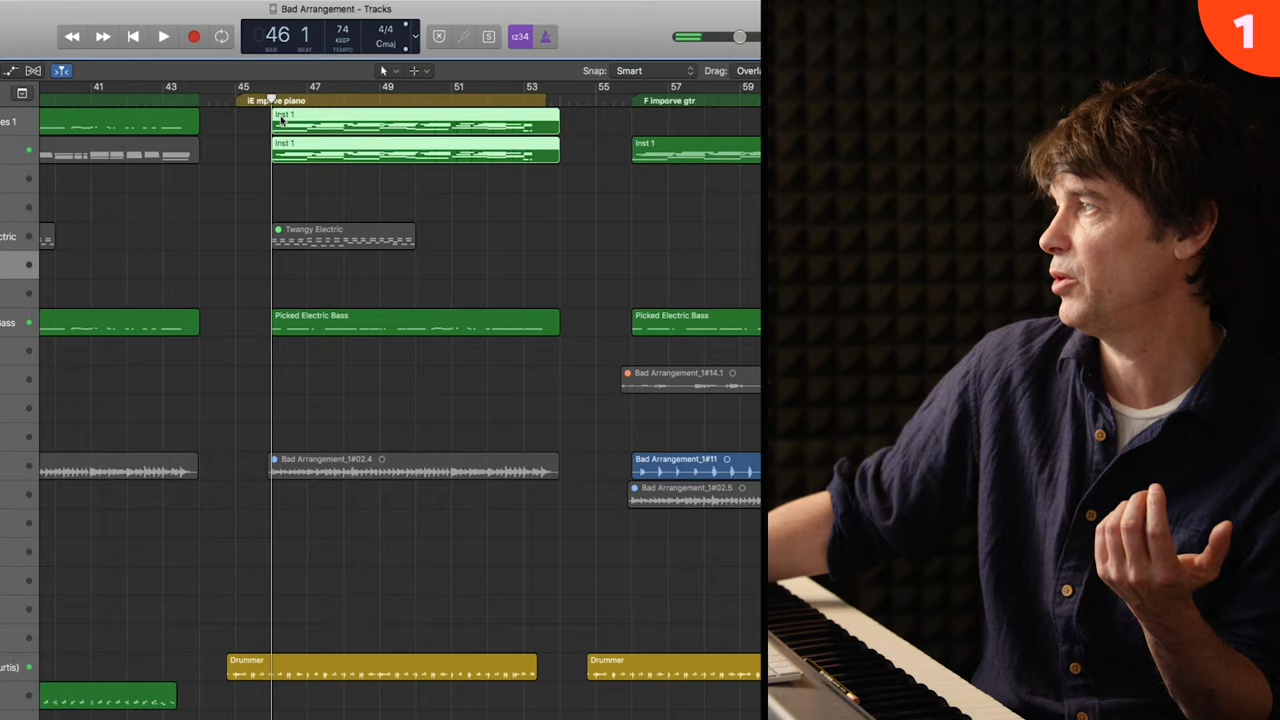 Bad Arrangement - Tracks
1
46 1
BAR BEAT
74
KEEP
TEMPO
4/4
Cmaj
S
1234
Snap: Smart
Drag: Overla
41 43 45 47 49 51 53 55 57 59
F imporve gtr
es 1
Inst 1
Inst 1
Inst 1
ctric
Twangy Electric
Bass
Picked Electric Bass
Picked Electric Bass
Bad Arrangement_1#14.1
Bad Arrangement_1#02.4
Bad Arrangement_1#11
Bad Arrangement_1#02.5
urtis)
Drummer
Drummer